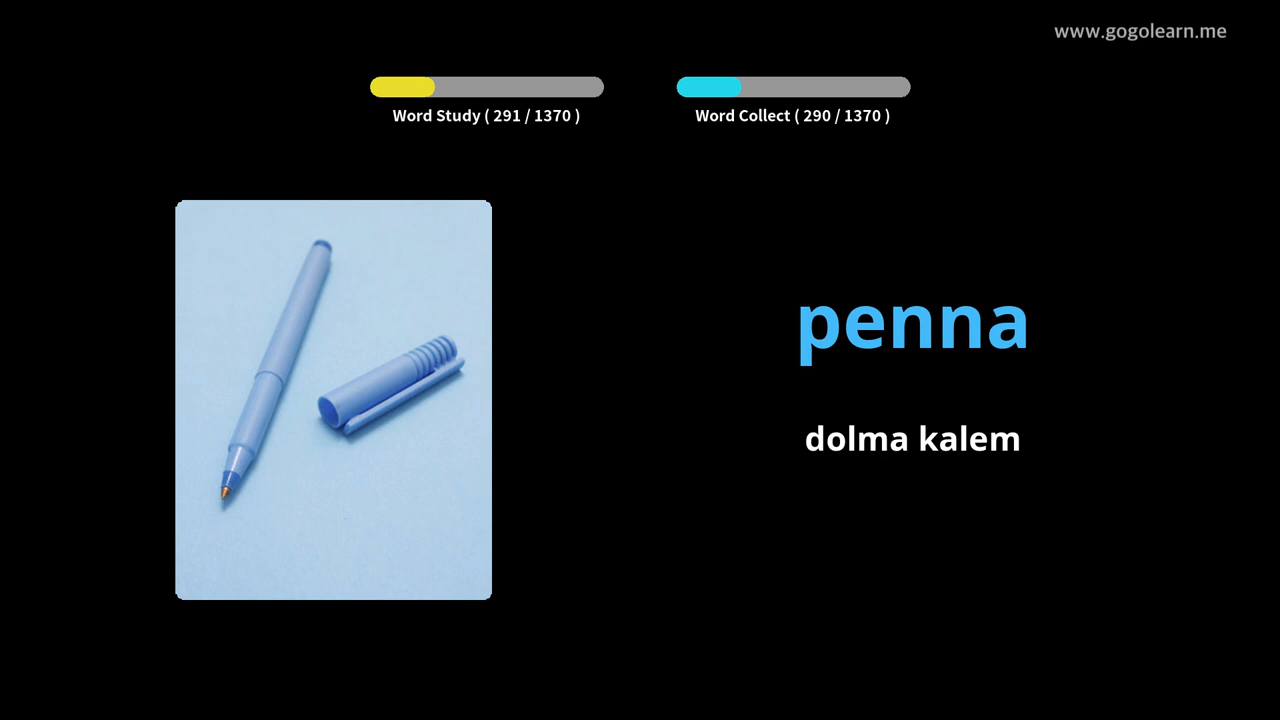 www.gogolearn.me
Word Study ( 291 / 1370 )
Word Collect ( 290 / 1370 )
penna
dolma kalem